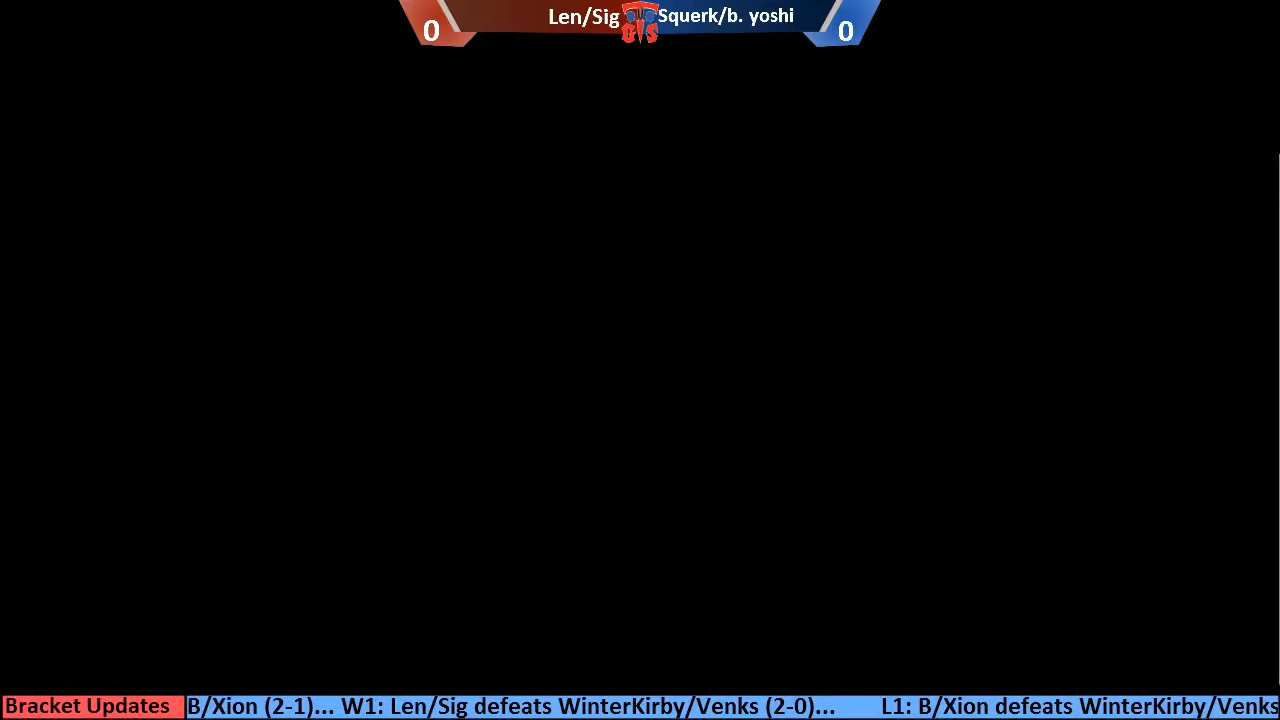 0 Len/Sig Squerk/b. yoshi 0
Bracket Updates B/Xion (2-1)... W1: Len/Sig defeats WinterKirby/Venks (2-0)... L1: B/Xion defeats WinterKirby/Venks